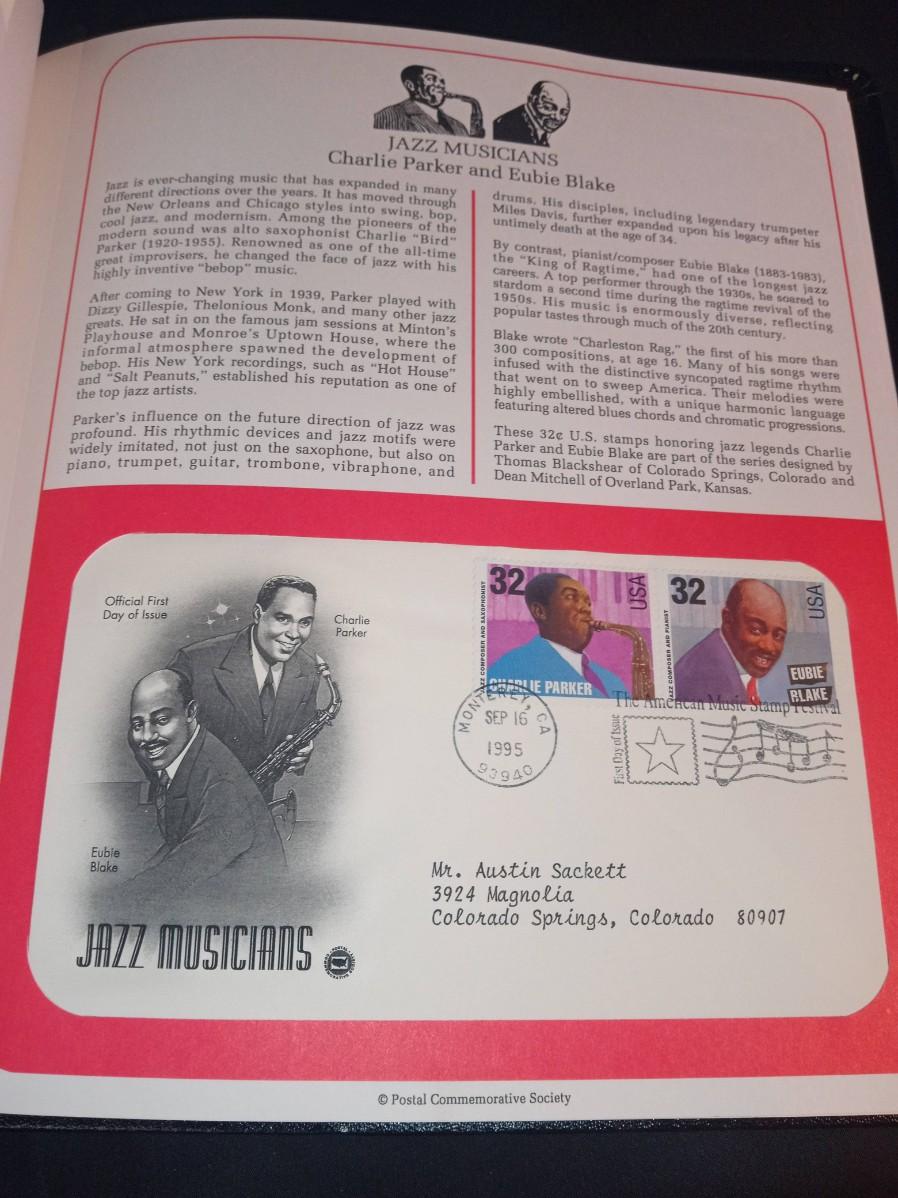 JAZZ MUSICIANS
Charlie Parker and Eubie Blake
Jazz is ever-changing music that has expanded in many
different directions over the years. It has moved through
the New Orleans and Chicago styles into swing, bop,
cool jazz, and modernism. Among the pioneers of the
modern sound was alto saxophonist Charlie “Bird”
Parker (1920-1955). Renowned as one of the all-time
great improvisers, he changed the face of jazz with his
highly inventive “bebop” music.
After coming to New York in 1939, Parker played with
Dizzy Gillespie, Thelonious Monk, and many other jazz
greats. He sat in on the famous jam sessions at Minton's
Playhouse and Monroe's Uptown House, where the
informal atmosphere spawned the development of
bebop. His New York recordings, such as “Hot House”
and “Salt Peanuts,” established his reputation as one of
the top jazz artists.
Parker's influence on the future direction of jazz was
profound. His rhythmic devices and jazz motifs were
widely imitated, not just on the saxophone, but also on
piano, trumpet, guitar, trombone, vibraphone, and
drums. His disciples, including legendary trumpeter
Miles Davis, further expanded upon his legacy after his
untimely death at the age of 34.
By contrast, pianist/composer Eubie Blake (1883-1983),
the “King of Ragtime,” had one of the longest jazz
careers. A top performer through the 1930s, he soared to
stardom a second time during the ragtime revival of the
1950s. His music is enormously diverse, reflecting
popular tastes through much of the 20th century.
Blake wrote “Charleston Rag,” the first of his more than
300 compositions, at age 16. Many of his songs were
infused with the distinctive syncopated ragtime rhythm
that went on to sweep America. Their melodies were
highly embellished, with a unique harmonic language
featuring altered blues chords and chromatic progressions.
These 32¢ U.S. stamps honoring jazz legends Charlie
Parker and Eubie Blake are part of the series designed by
Thomas Blackshear of Colorado Springs, Colorado and
Dean Mitchell of Overland Park, Kansas.
Official First
Day of Issue
Charlie
Parker
Eubie
Blake
JAZZ MUSICIANS
32
USA
JAZZ COMPOSER AND SAXOPHONIST
CHARLIE PARKER
32
USA
JAZZ COMPOSER AND PIANIST
EUBIE
BLAKE
MONTEREY, CA
SEP 16
1995
93940
The American Music Stamp Festival
First Day of Issue
Mr. Austin Sackett
3924 Magnolia
Colorado Springs, Colorado 80907
© Postal Commemorative Society